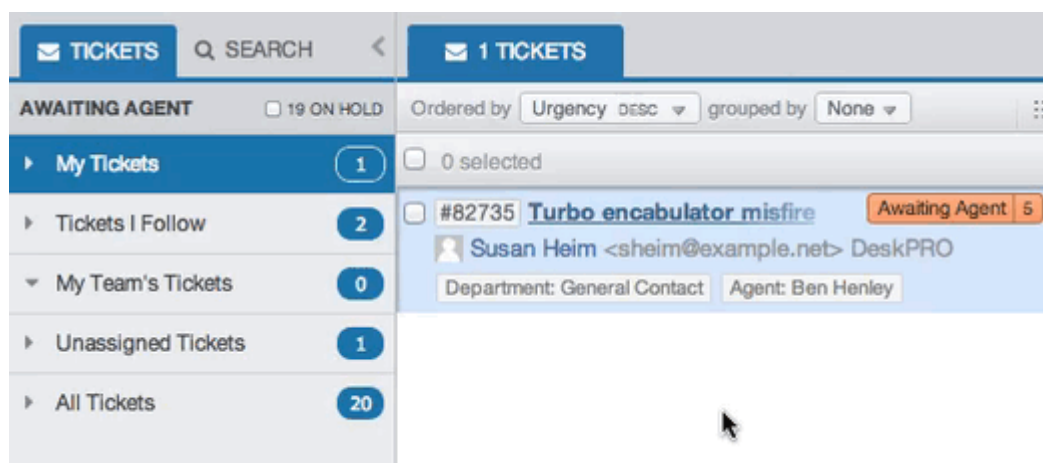 TICKETS SEARCH
AWAITING AGENT 19 ON HOLD
My Tickets 1
Tickets I Follow 2
My Team's Tickets 0
Unassigned Tickets 1
All Tickets 20
1 TICKETS
Ordered by Urgency DESC grouped by None
0 selected
#82735 Turbo encabulator misfire Awaiting Agent 5
Susan Heim <sheim@example.net> DeskPRO
Department: General Contact Agent: Ben Henley